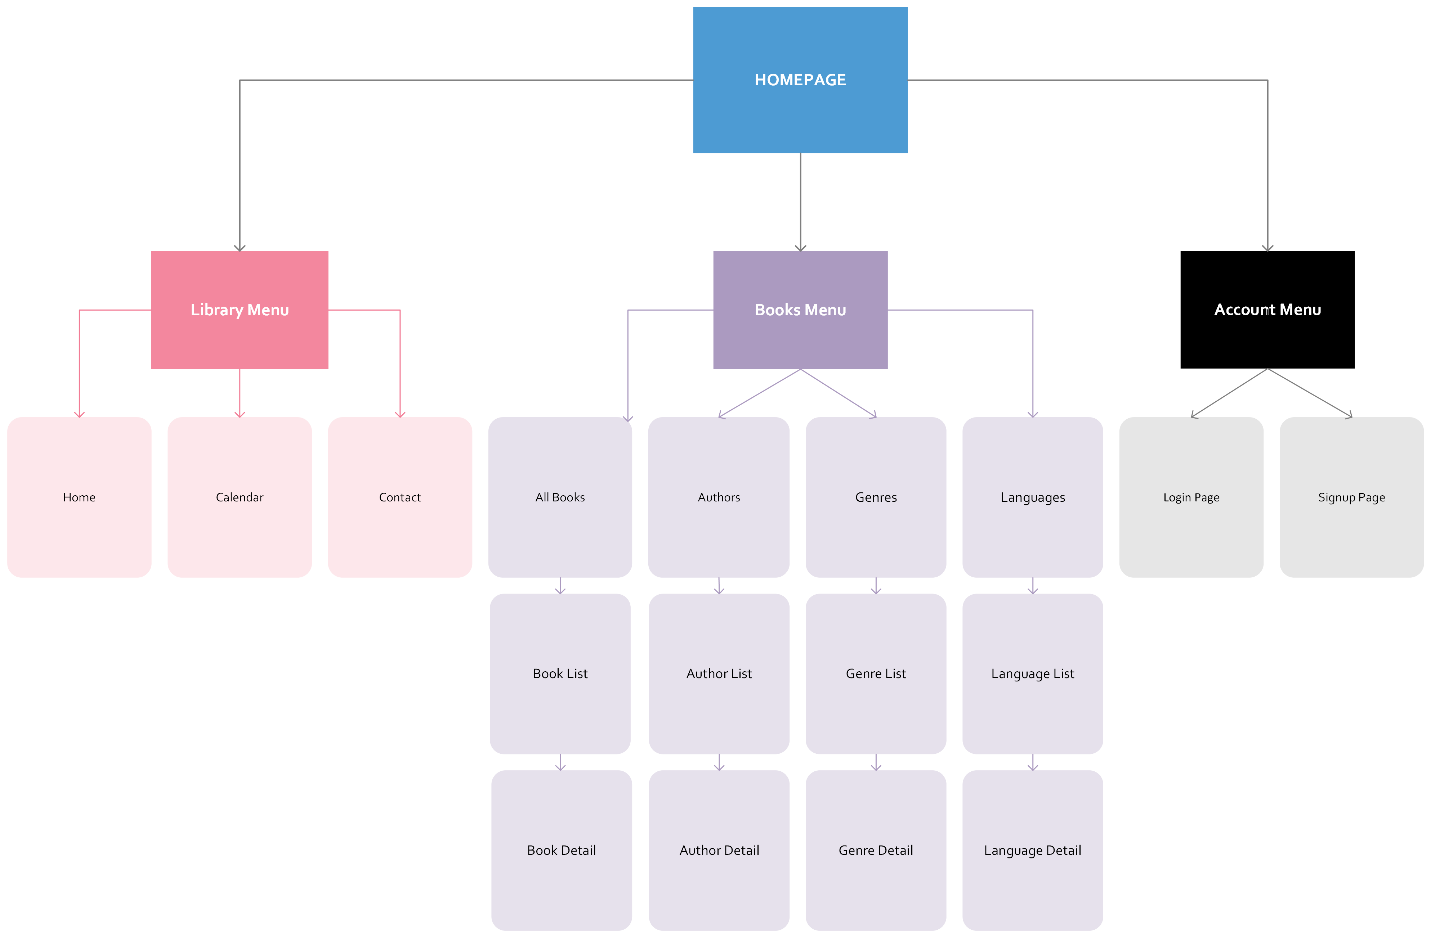 HOMEPAGE
Library Menu
Books Menu
Account Menu
Home
Calendar
Contact
All Books
Authors
Genres
Languages
Login Page
Signup Page
Book List
Author List
Genre List
Language List
Book Detail
Author Detail
Genre Detail
Language Detail